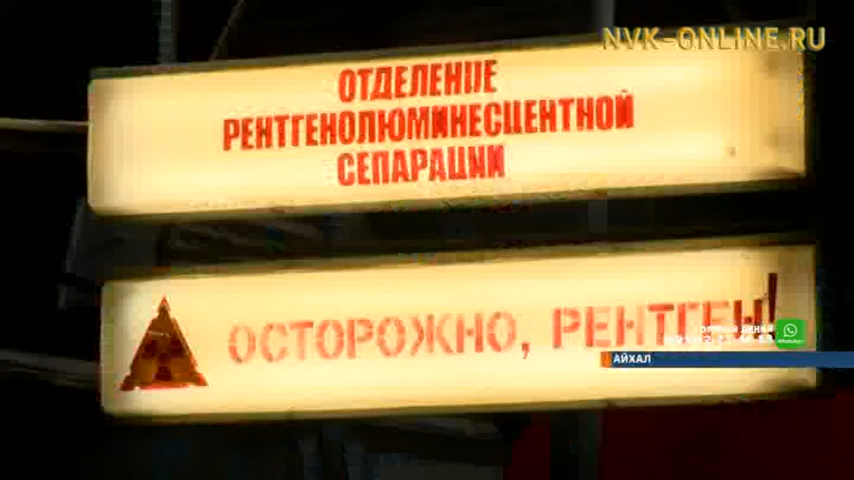 NVK-ONLINE.RU
ОТДЕЛЕНИЕ
РЕНТГЕНОЛЮМИНЕСЦЕНТНОЙ
СЕПАРАЦИИ
ОСТОРОЖНО, РЕНТГЕН!
АЙХАЛ